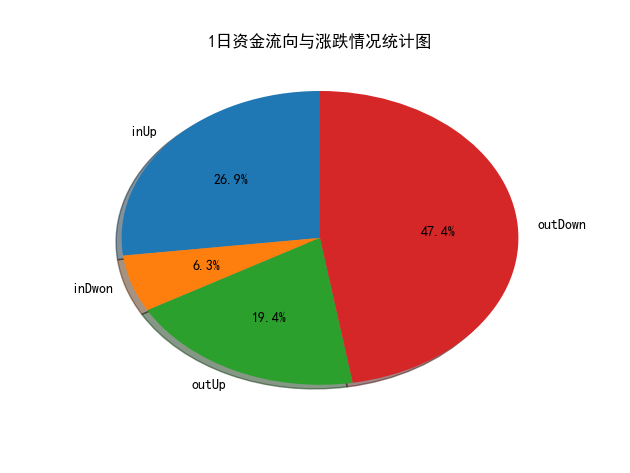 1日资金流向与涨跌情况统计图
inUp
26.9%
47.4%
outDown
6.3%
inDwon
19.4%
outUp